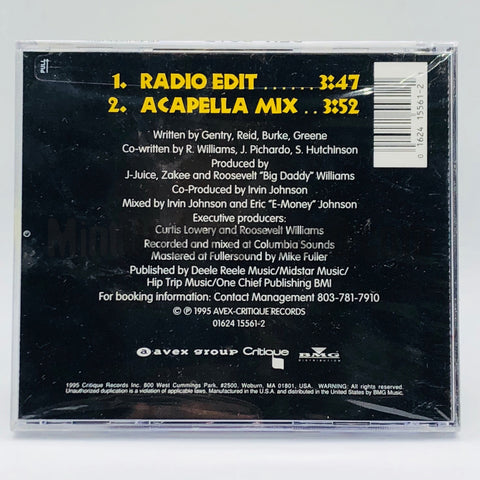 PULL
1. RADIO EDIT ...... 3:47
2. ACAPELLA MIX .. 3:52
0 1624 15561-2
Written by Gentry, Reid, Burke, Greene
Co-written by R. Williams, J. Pichardo, S. Hutchinson
Produced by
J-Juice, Zakee and Roosevelt "Big Daddy" Williams
Co-Produced by Irvin Johnson
Mixed by Irvin Johnson and Eric "E-Money" Johnson
Executive producers:
Curtis Lowery and Roosevelt Williams
Recorded and mixed at Columbia Sounds
Mastered at Fullersound by Mike Fuller
Published by Deele Reele Music/Midstar Music/
Hip Trip Music/One Chief Publishing BMI
For booking information: Contact Management 803-781-7910
© ℗ 1995 AVEX-CRITIQUE RECORDS
01624 15561-2
avex group Critique BMG
DISTRIBUTION
1995 Critique Records Inc. 800 West Cummings Park, #2500, Woburn, MA 01801, USA. WARNING: All rights reserved.
Unauthorized duplication is a violation of applicable laws. Manufactured in the U.S.A. and distributed in the United States by BMG Music.